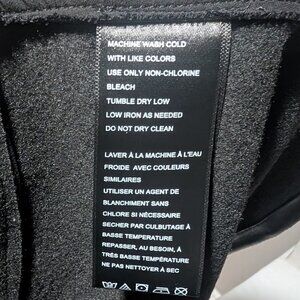 MACHINE WASH COLD
WITH LIKE COLORS
USE ONLY NON-CHLORINE
BLEACH
TUMBLE DRY LOW
LOW IRON AS NEEDED
DO NOT DRY CLEAN
LAVER À LA MACHINE À L'EAU
FROIDE AVEC COULEURS
SIMILAIRES
UTILISER UN AGENT DE
BLANCHIMENT SANS
CHLORE SI NÉCESSAIRE
SECHER PAR CULBUTAGE À
BASSE TEMPERATURE
REPASSER, AU BESOIN, À
TRÈS BASSE TEMPÉRATURE
NE PAS NETTOYER À SEC